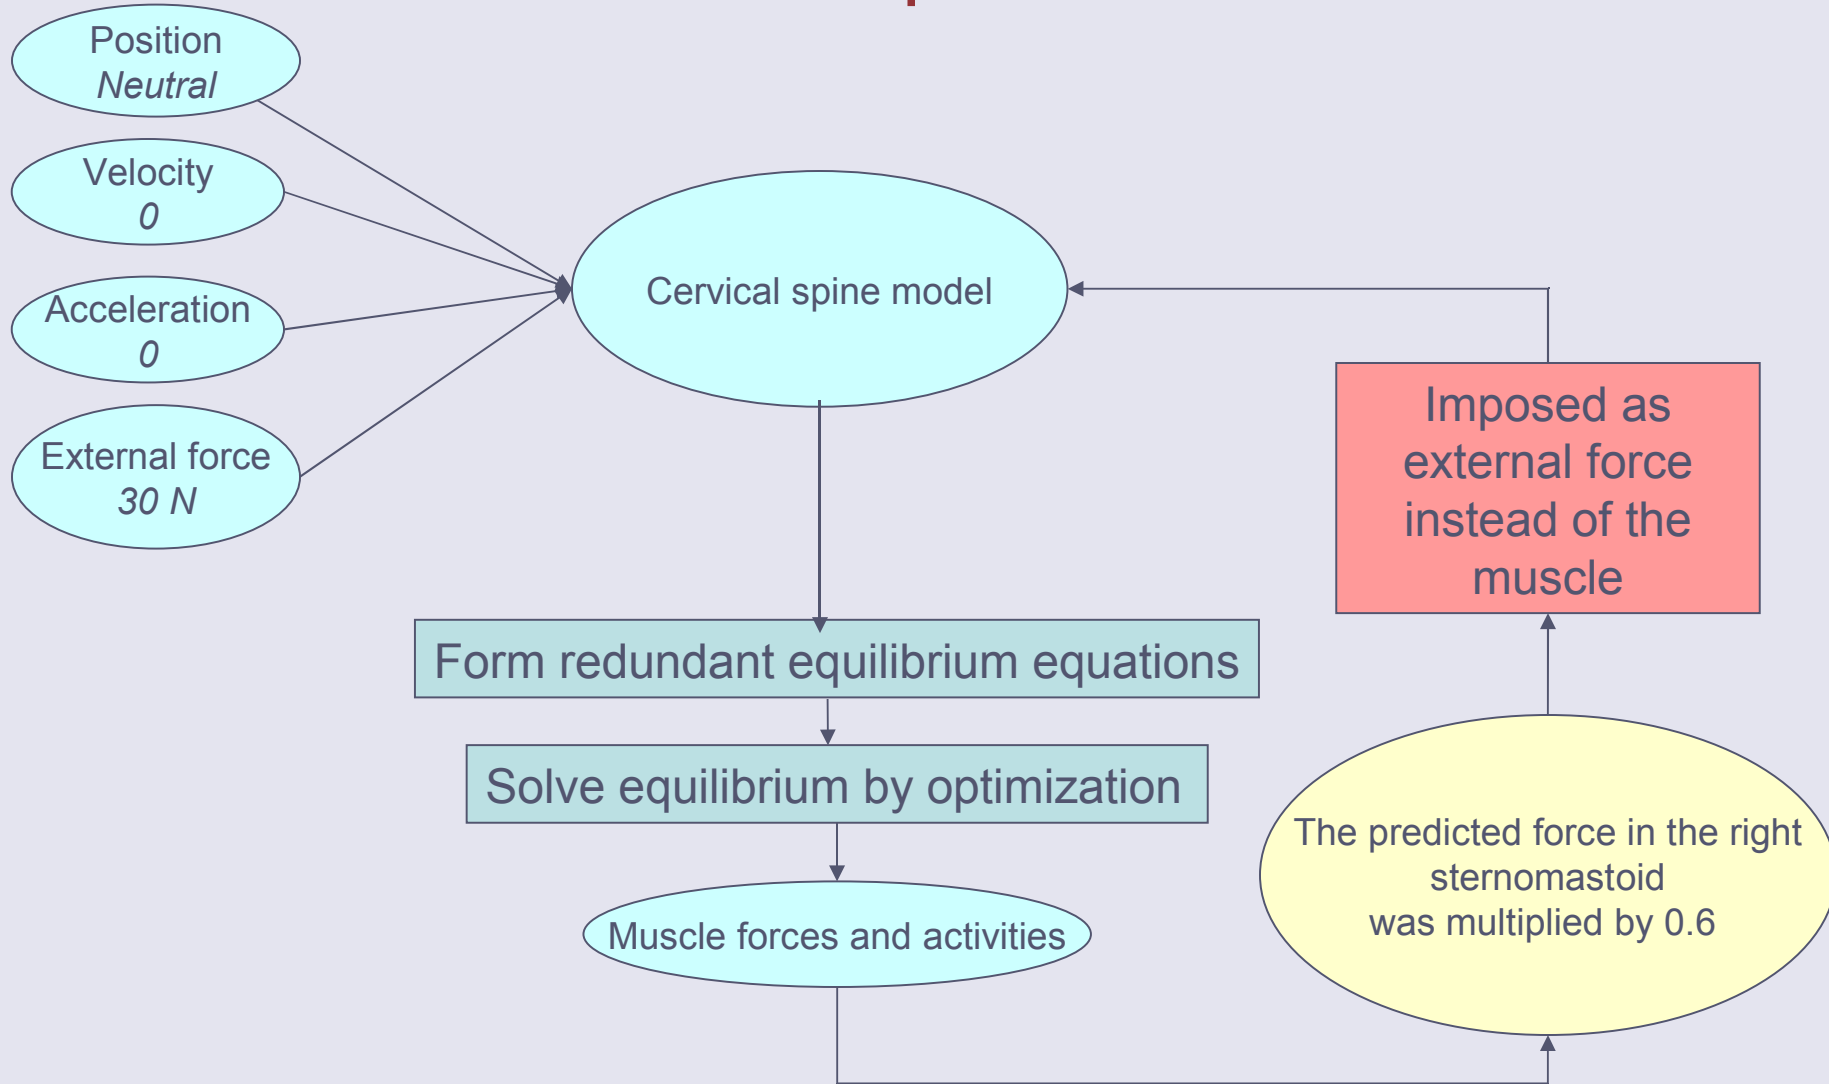 Position
Neutral
Velocity
0
Acceleration
0
External force
30 N
Cervical spine model
Imposed as
external force
instead of the
muscle
Form redundant equilibrium equations
Solve equilibrium by optimization
Muscle forces and activities
The predicted force in the right
sternomastoid
was multiplied by 0.6